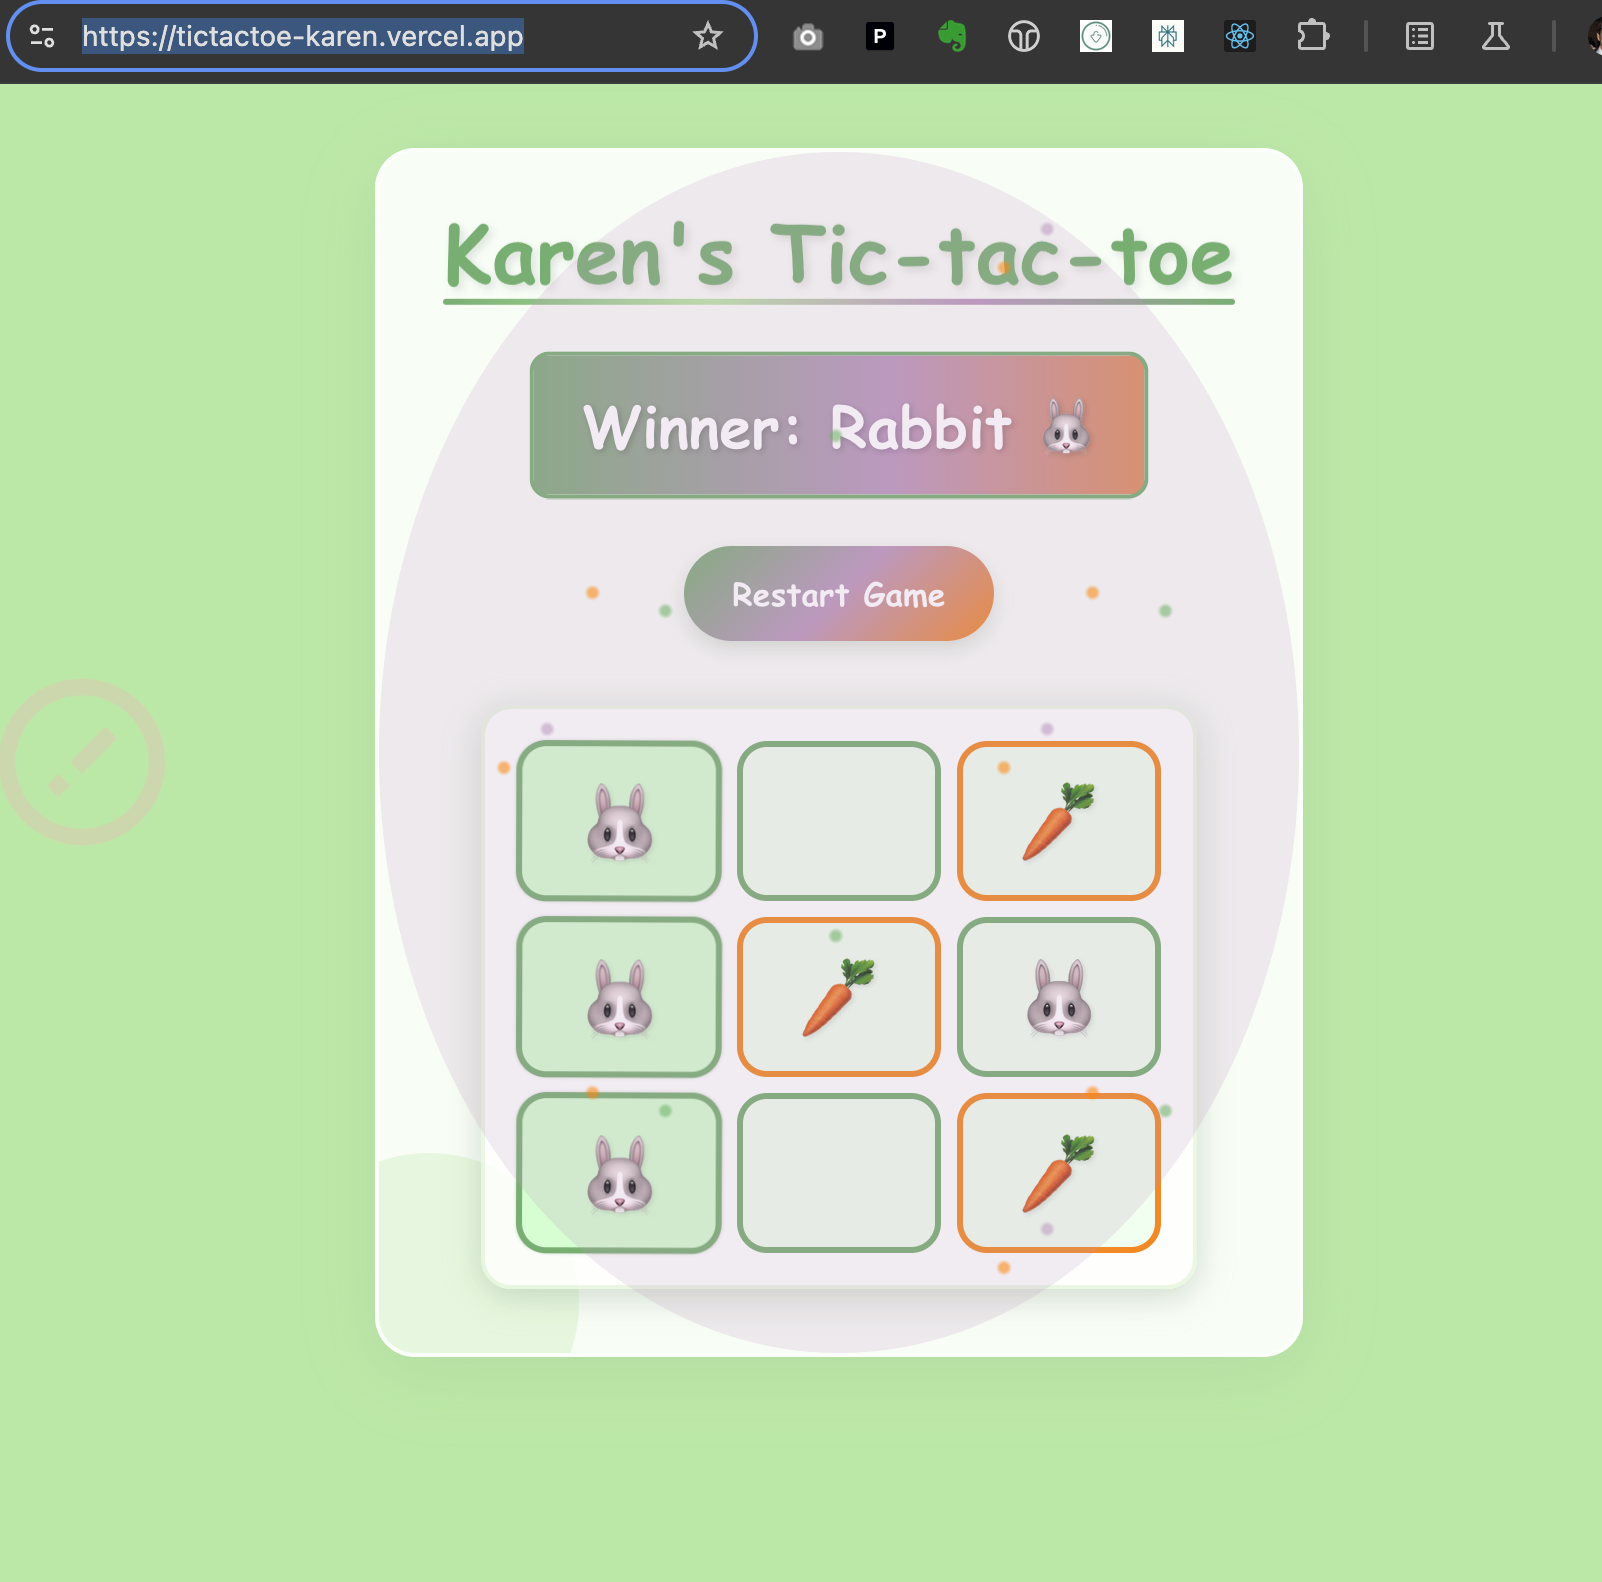 https://tictactoe-karen.vercel.app
P
Karen's Tic-tac-toe
Winner: Rabbit 🐰
Restart Game